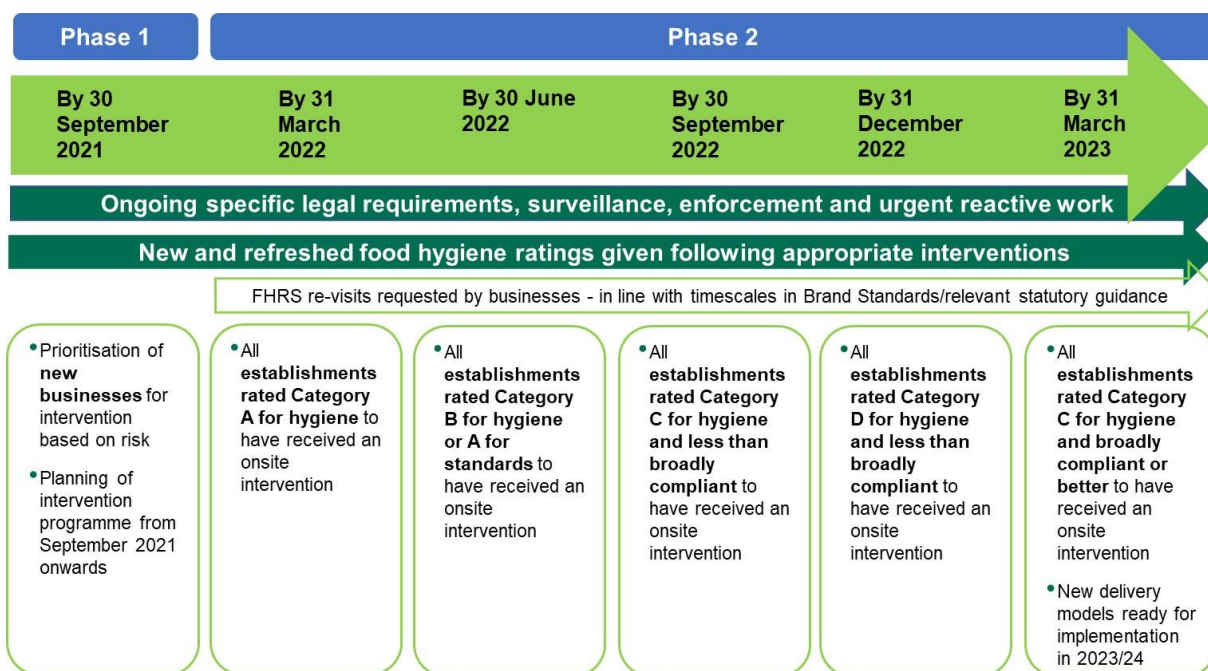 Phase 1
Phase 2
By 30
September
2021
By 31
March
2022
By 30 June
2022
By 30
September
2022
By 31
December
2022
By 31
March
2023
Ongoing specific legal requirements, surveillance, enforcement and urgent reactive work
New and refreshed food hygiene ratings given following appropriate interventions
FHRS re-visits requested by businesses - in line with timescales in Brand Standards/relevant statutory guidance
•Prioritisation of
new
businesses for
intervention
based on risk
•Planning of
intervention
programme from
September 2021
onwards
•All
establishments
rated Category
A for hygiene to
have received an
onsite
intervention
•All
establishments
rated Category
B for hygiene
or A for
standards to
have received an
onsite
intervention
•All
establishments
rated Category
C for hygiene
and less than
broadly
compliant to
have received an
onsite
intervention
•All
establishments
rated Category
D for hygiene
and less than
broadly
compliant to
have received an
onsite
intervention
•All
establishments
rated Category
C for hygiene
and broadly
compliant or
better to have
received an
onsite
intervention
•New delivery
models ready for
implementation
in 2023/24